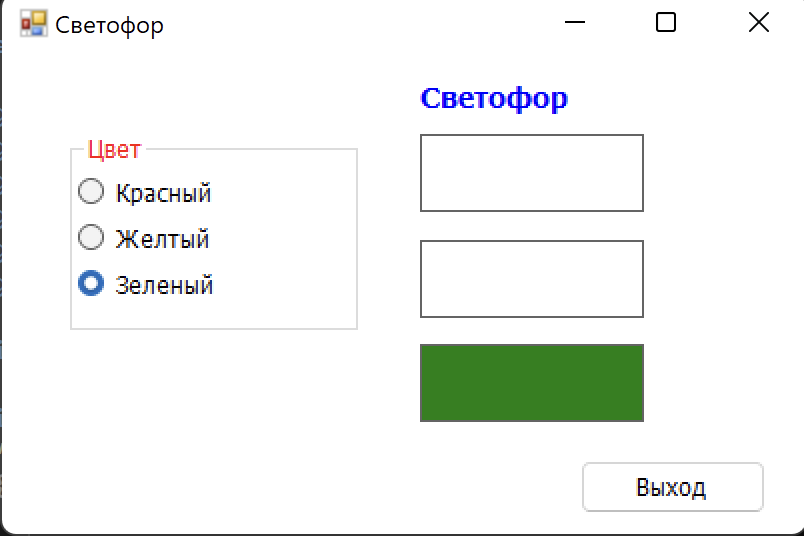 Светофор
Светофор
Цвет
Красный
Желтый
Зеленый
Выход